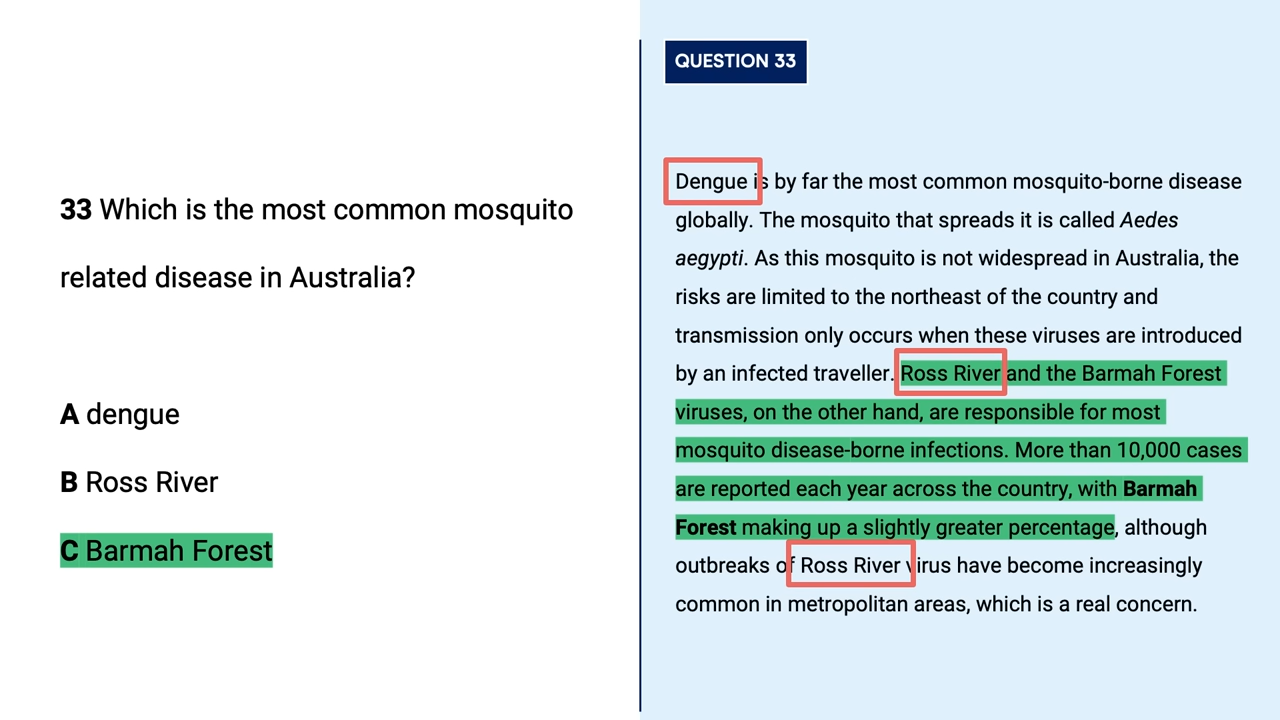 33 Which is the most common mosquito
related disease in Australia?
A dengue
B Ross River
C Barmah Forest
QUESTION 33
Dengue is by far the most common mosquito-borne disease
globally. The mosquito that spreads it is called Aedes
aegypti. As this mosquito is not widespread in Australia, the
risks are limited to the northeast of the country and
transmission only occurs when these viruses are introduced
by an infected traveller. Ross River and the Barmah Forest
viruses, on the other hand, are responsible for most
mosquito disease-borne infections. More than 10,000 cases
are reported each year across the country, with Barmah
Forest making up a slightly greater percentage, although
outbreaks of Ross River virus have become increasingly
common in metropolitan areas, which is a real concern.